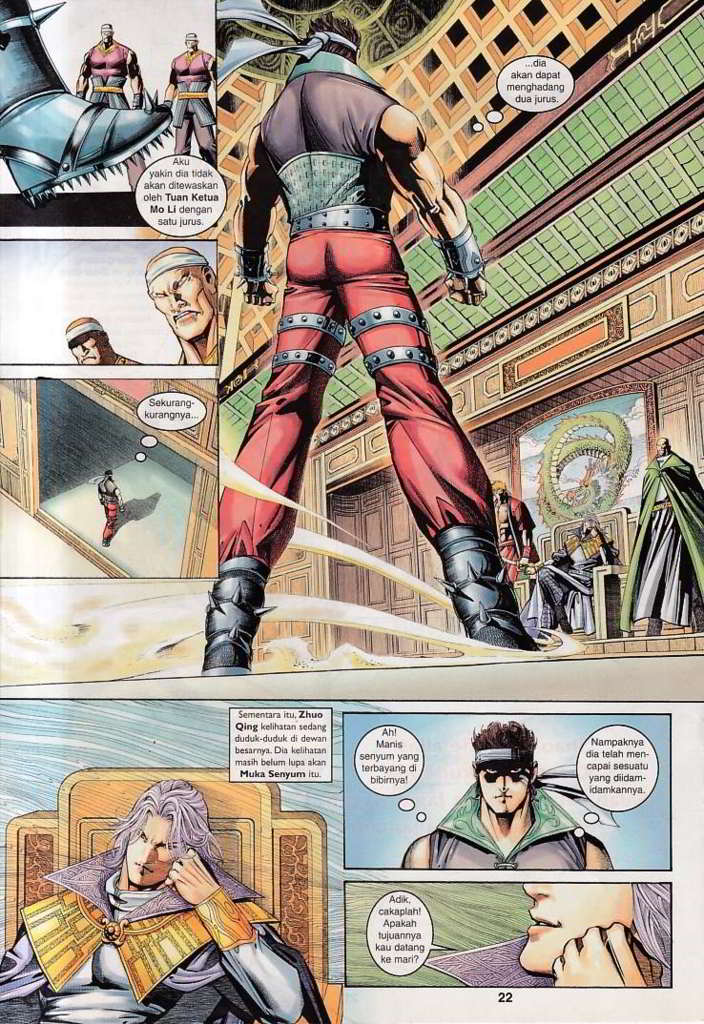 Aku
yakin dia tidak
akan ditewaskan
oleh Tuan Ketua
Mo Li dengan
satu jurus.
Sekurang-
kurangnya...
...dia
akan dapat
menghadang
dua jurus.
Sementara itu, Zhuo
Qing kelihatan sedang
duduk-duduk di dewan
besarnya. Dia kelihatan
masih belum lupa akan
Muka Senyum itu.
Ah!
Manis
senyum yang
terbayang di
bibirnya!
Nampaknya
dia telah men-
capai sesuatu
yang diidam-
idamkannya.
Adik,
cakaplah!
Apakah
tujuannya
kau datang
ke mari?
22